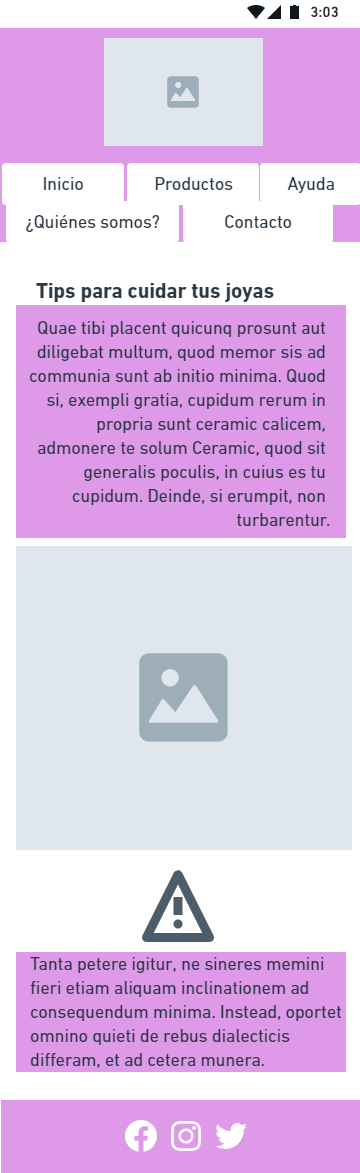 3:03
Inicio Productos Ayuda
¿Quiénes somos? Contacto
Tips para cuidar tus joyas
Quae tibi placent quicunq prosunt aut
diligebat multum, quod memor sis ad
communia sunt ab initio minima. Quod
si, exempli gratia, cupidum rerum in
propria sunt ceramic calicem,
admonere te solum Ceramic, quod sit
generalis poculis, in cuius es tu
cupidum. Deinde, si erumpit, non
turbarentur.
Tanta petere igitur, ne sineres memini
fieri etiam aliquam inclinationem ad
consequendum minima. Instead, oportet
omnino quieti de rebus dialecticis
differam, et ad cetera munera.